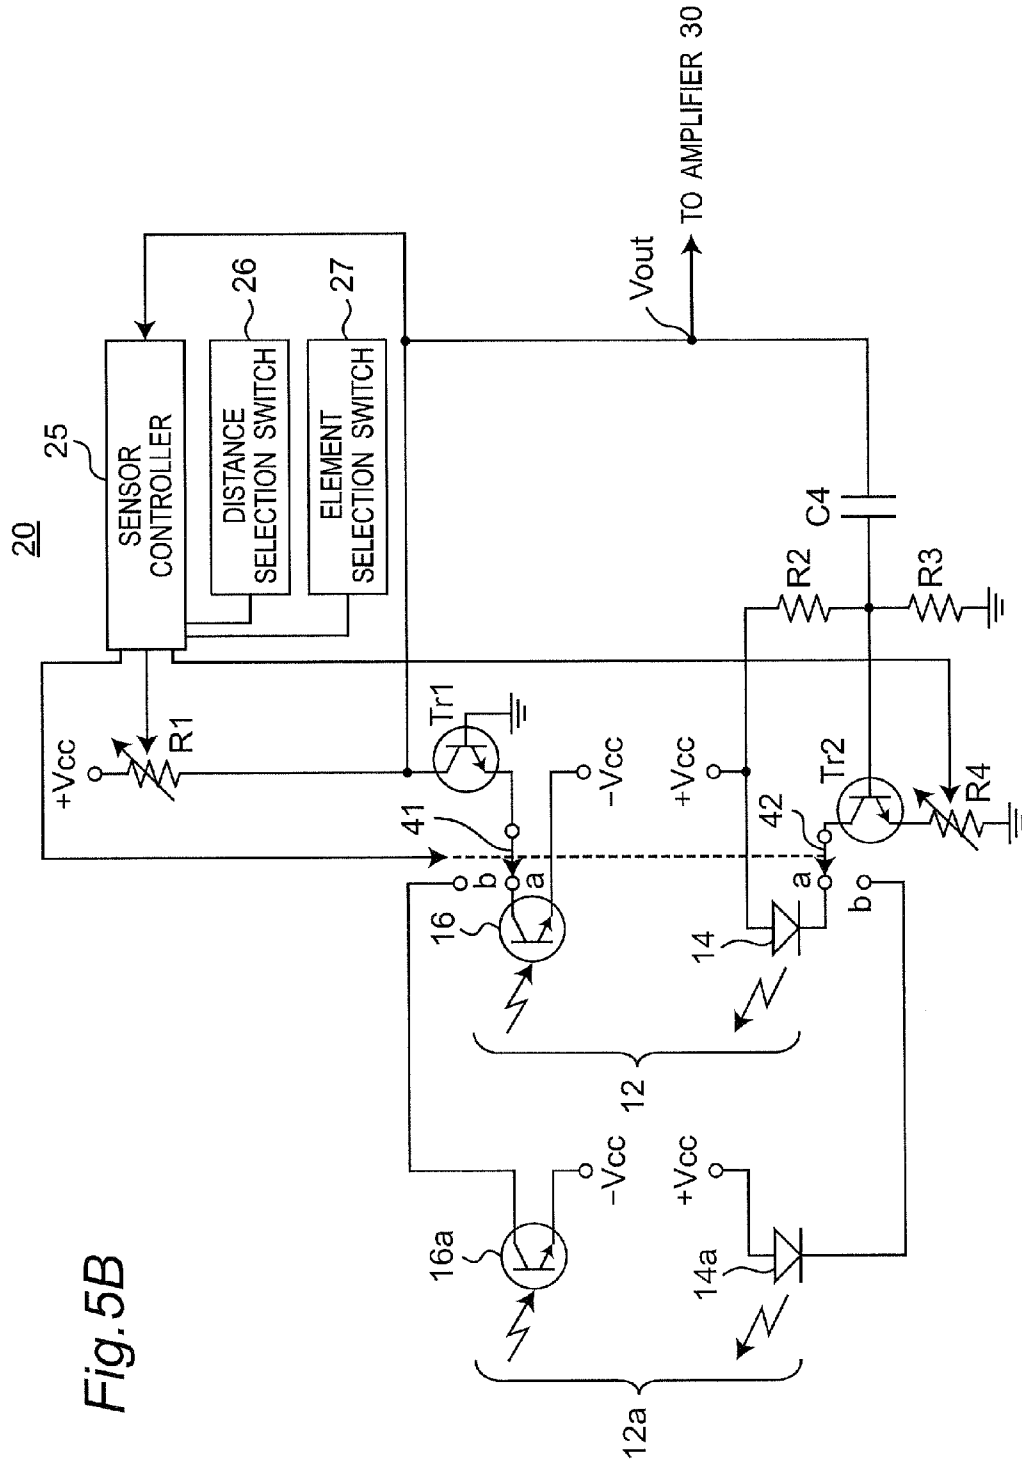 Fig.5B
20
25
SENSOR
CONTROLLER
DISTANCE
SELECTION SWITCH
26
ELEMENT
SELECTION SWITCH
27
+Vcc
R1
Tr1
41
b
a
16
−Vcc
16a
−Vcc
Vout
TO AMPLIFIER 30
+Vcc
R2
C4
R3
Tr2
42
a
b
R4
14
12
+Vcc
14a
12a